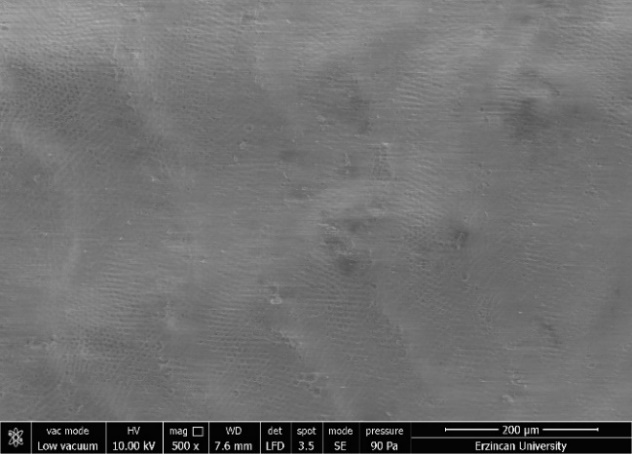 vac mode HV mag WD det spot mode pressure 200 µm
Low vacuum 10.00 kV 500 x 7.6 mm LFD 3.5 SE 90 Pa Erzincan University